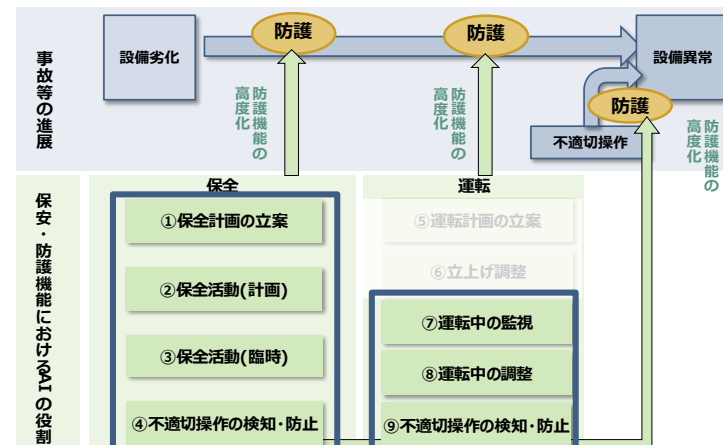 事故等の進展
設備劣化
防護
防護
設備異常
防護機能の
高度化
防護機能の
高度化
防護
不適切操作
防護機能の
高度化
保安・防護機能におけるAIの役割
保全
運転
①保全計画の立案
②保全活動(計画)
③保全活動(臨時)
④不適切操作の検知・防止
⑤運転計画の立案
⑥立上げ調整
⑦運転中の監視
⑧運転中の調整
⑨不適切操作の検知・防止